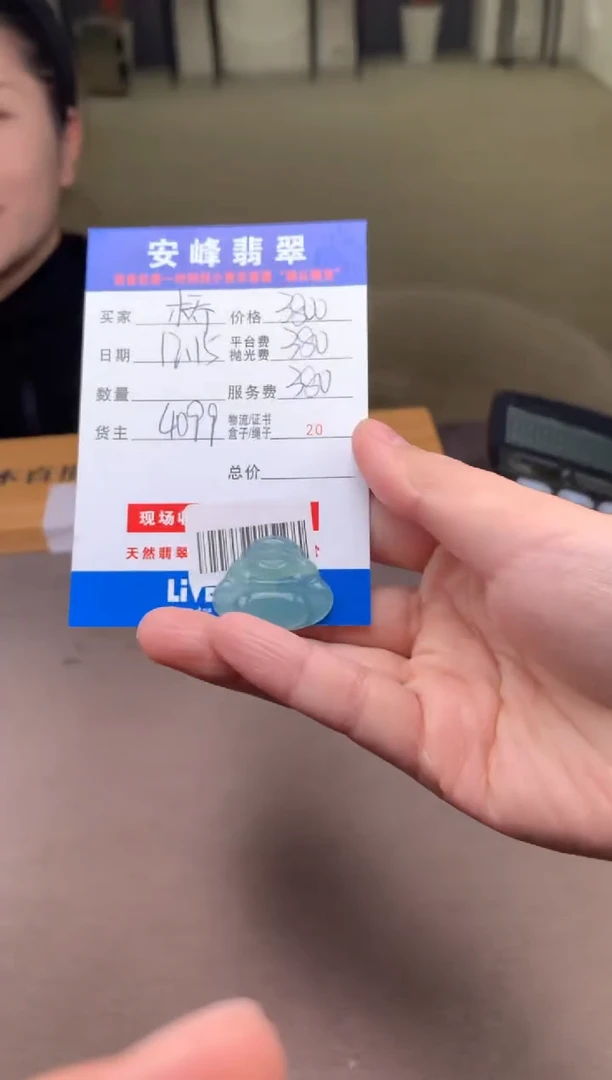 安峰翡翠
买家 桥 价格 3800
日期 12.15 平台费 抛光费 380
数量 服务费 380
货主 4099 物流/证书 盒子/绳子 20
总价
现场
天然翡翠
LiVE